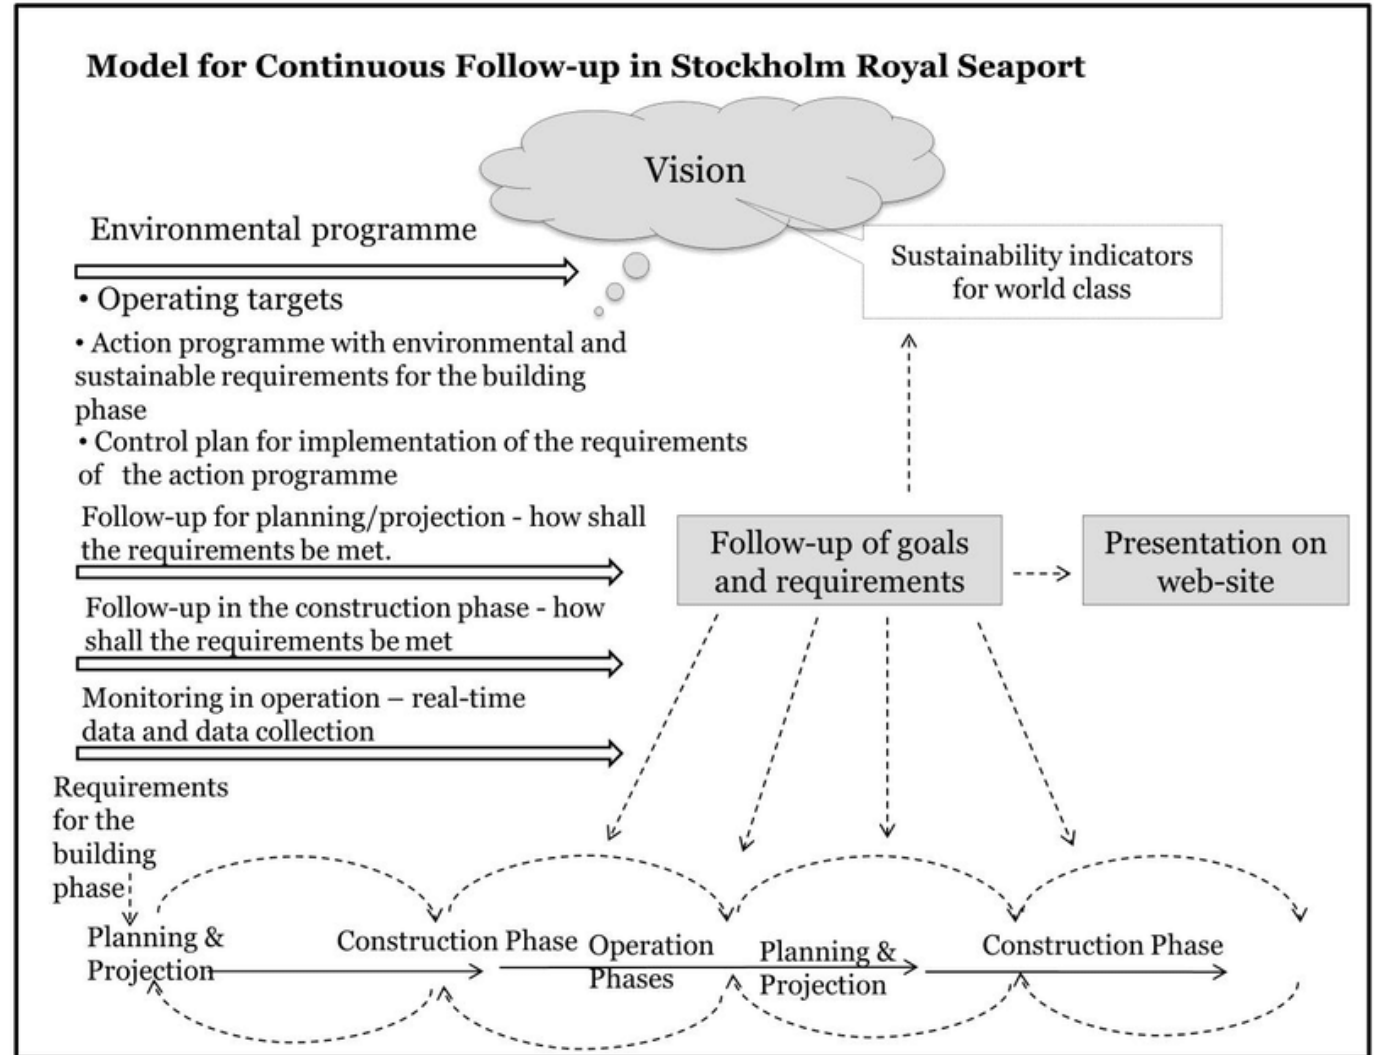 Model for Continuous Follow-up in Stockholm Royal Seaport
Vision
Environmental programme
Sustainability indicators
for world class
• Operating targets
• Action programme with environmental and
sustainable requirements for the building
phase
• Control plan for implementation of the requirements
of the action programme
Follow-up for planning/projection - how shall
the requirements be met.
Follow-up of goals
and requirements
Presentation on
web-site
Follow-up in the construction phase - how
shall the requirements be met
Monitoring in operation – real-time
data and data collection
Requirements
for the
building
phase
Planning &
Projection
Construction Phase
Operation
Phases
Planning &
Projection
Construction Phase